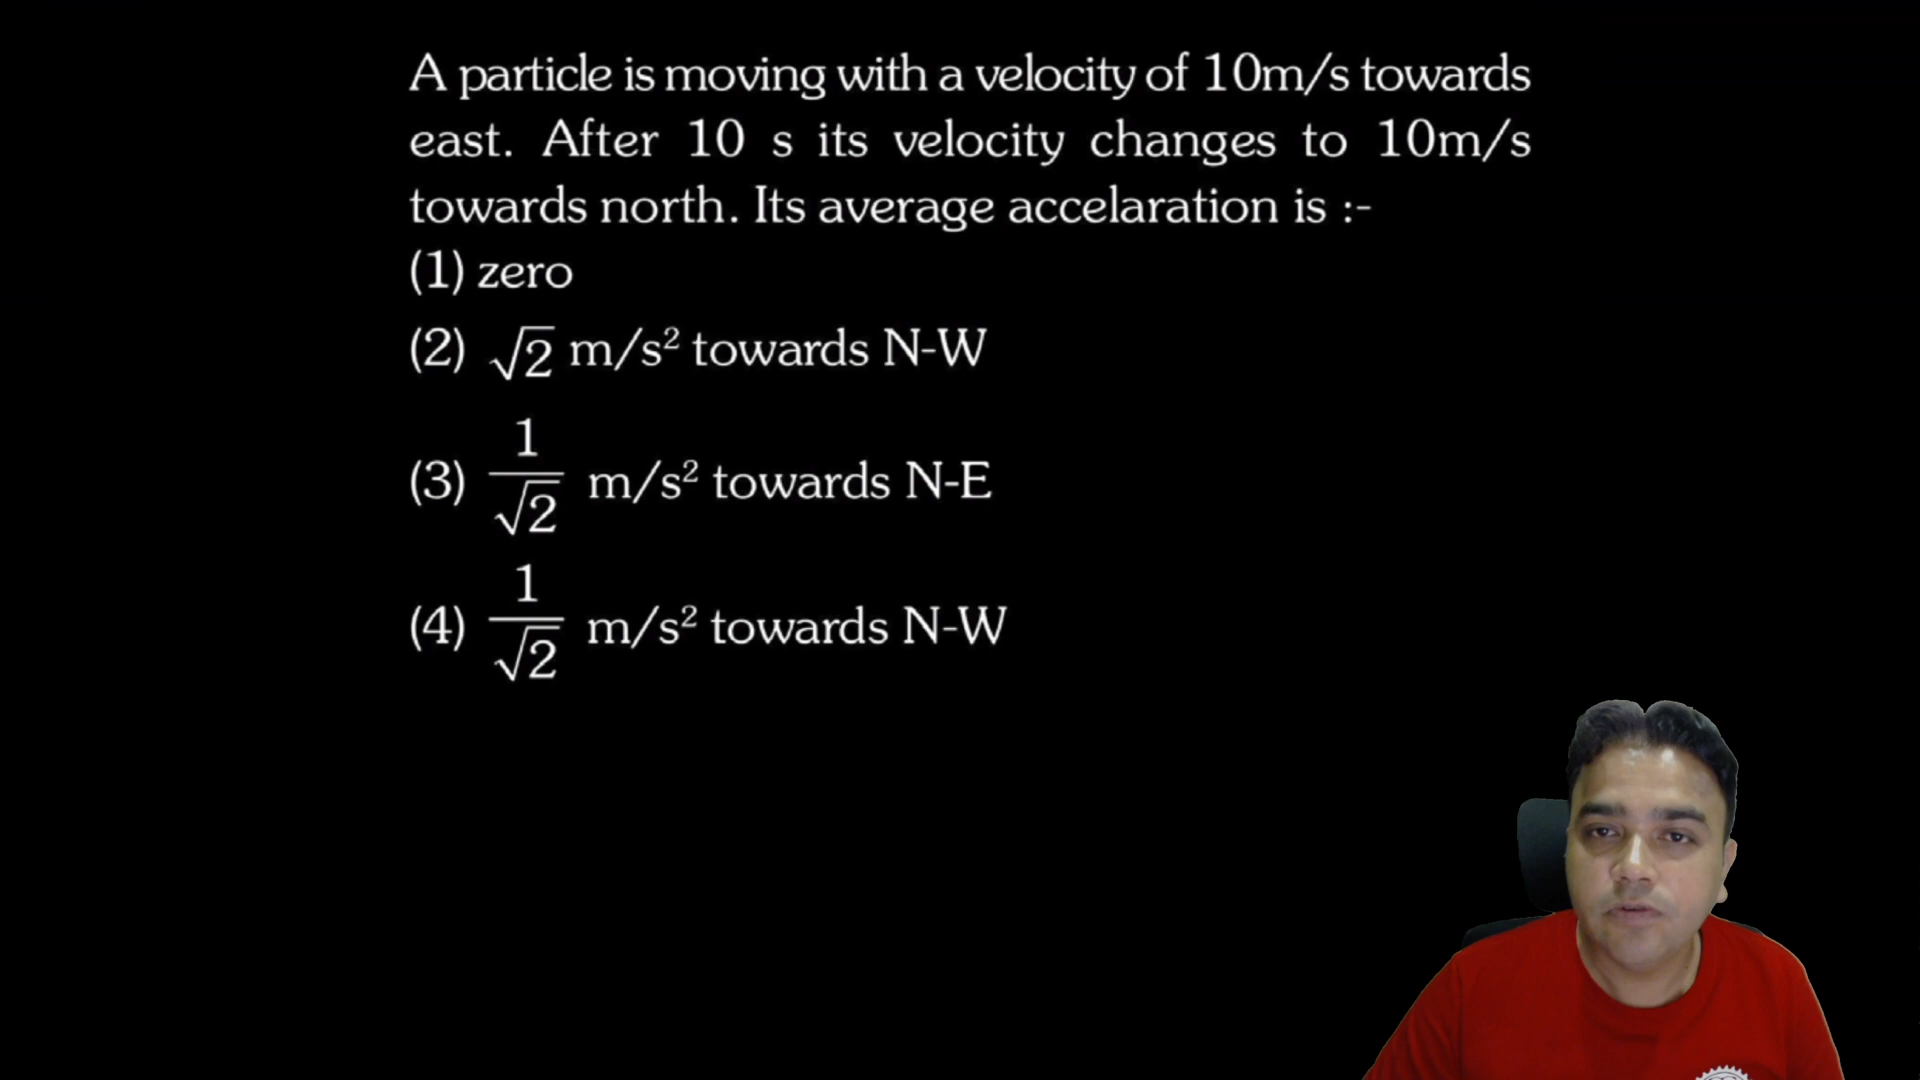 A particle is moving with a velocity of 10m/s towards
east. After 10 s its velocity changes to 10m/s
towards north. Its average accelaration is :-
(1) zero
(2) √2 m/s² towards N-W
(3) 1/√2 m/s² towards N-E
(4) 1/√2 m/s² towards N-W